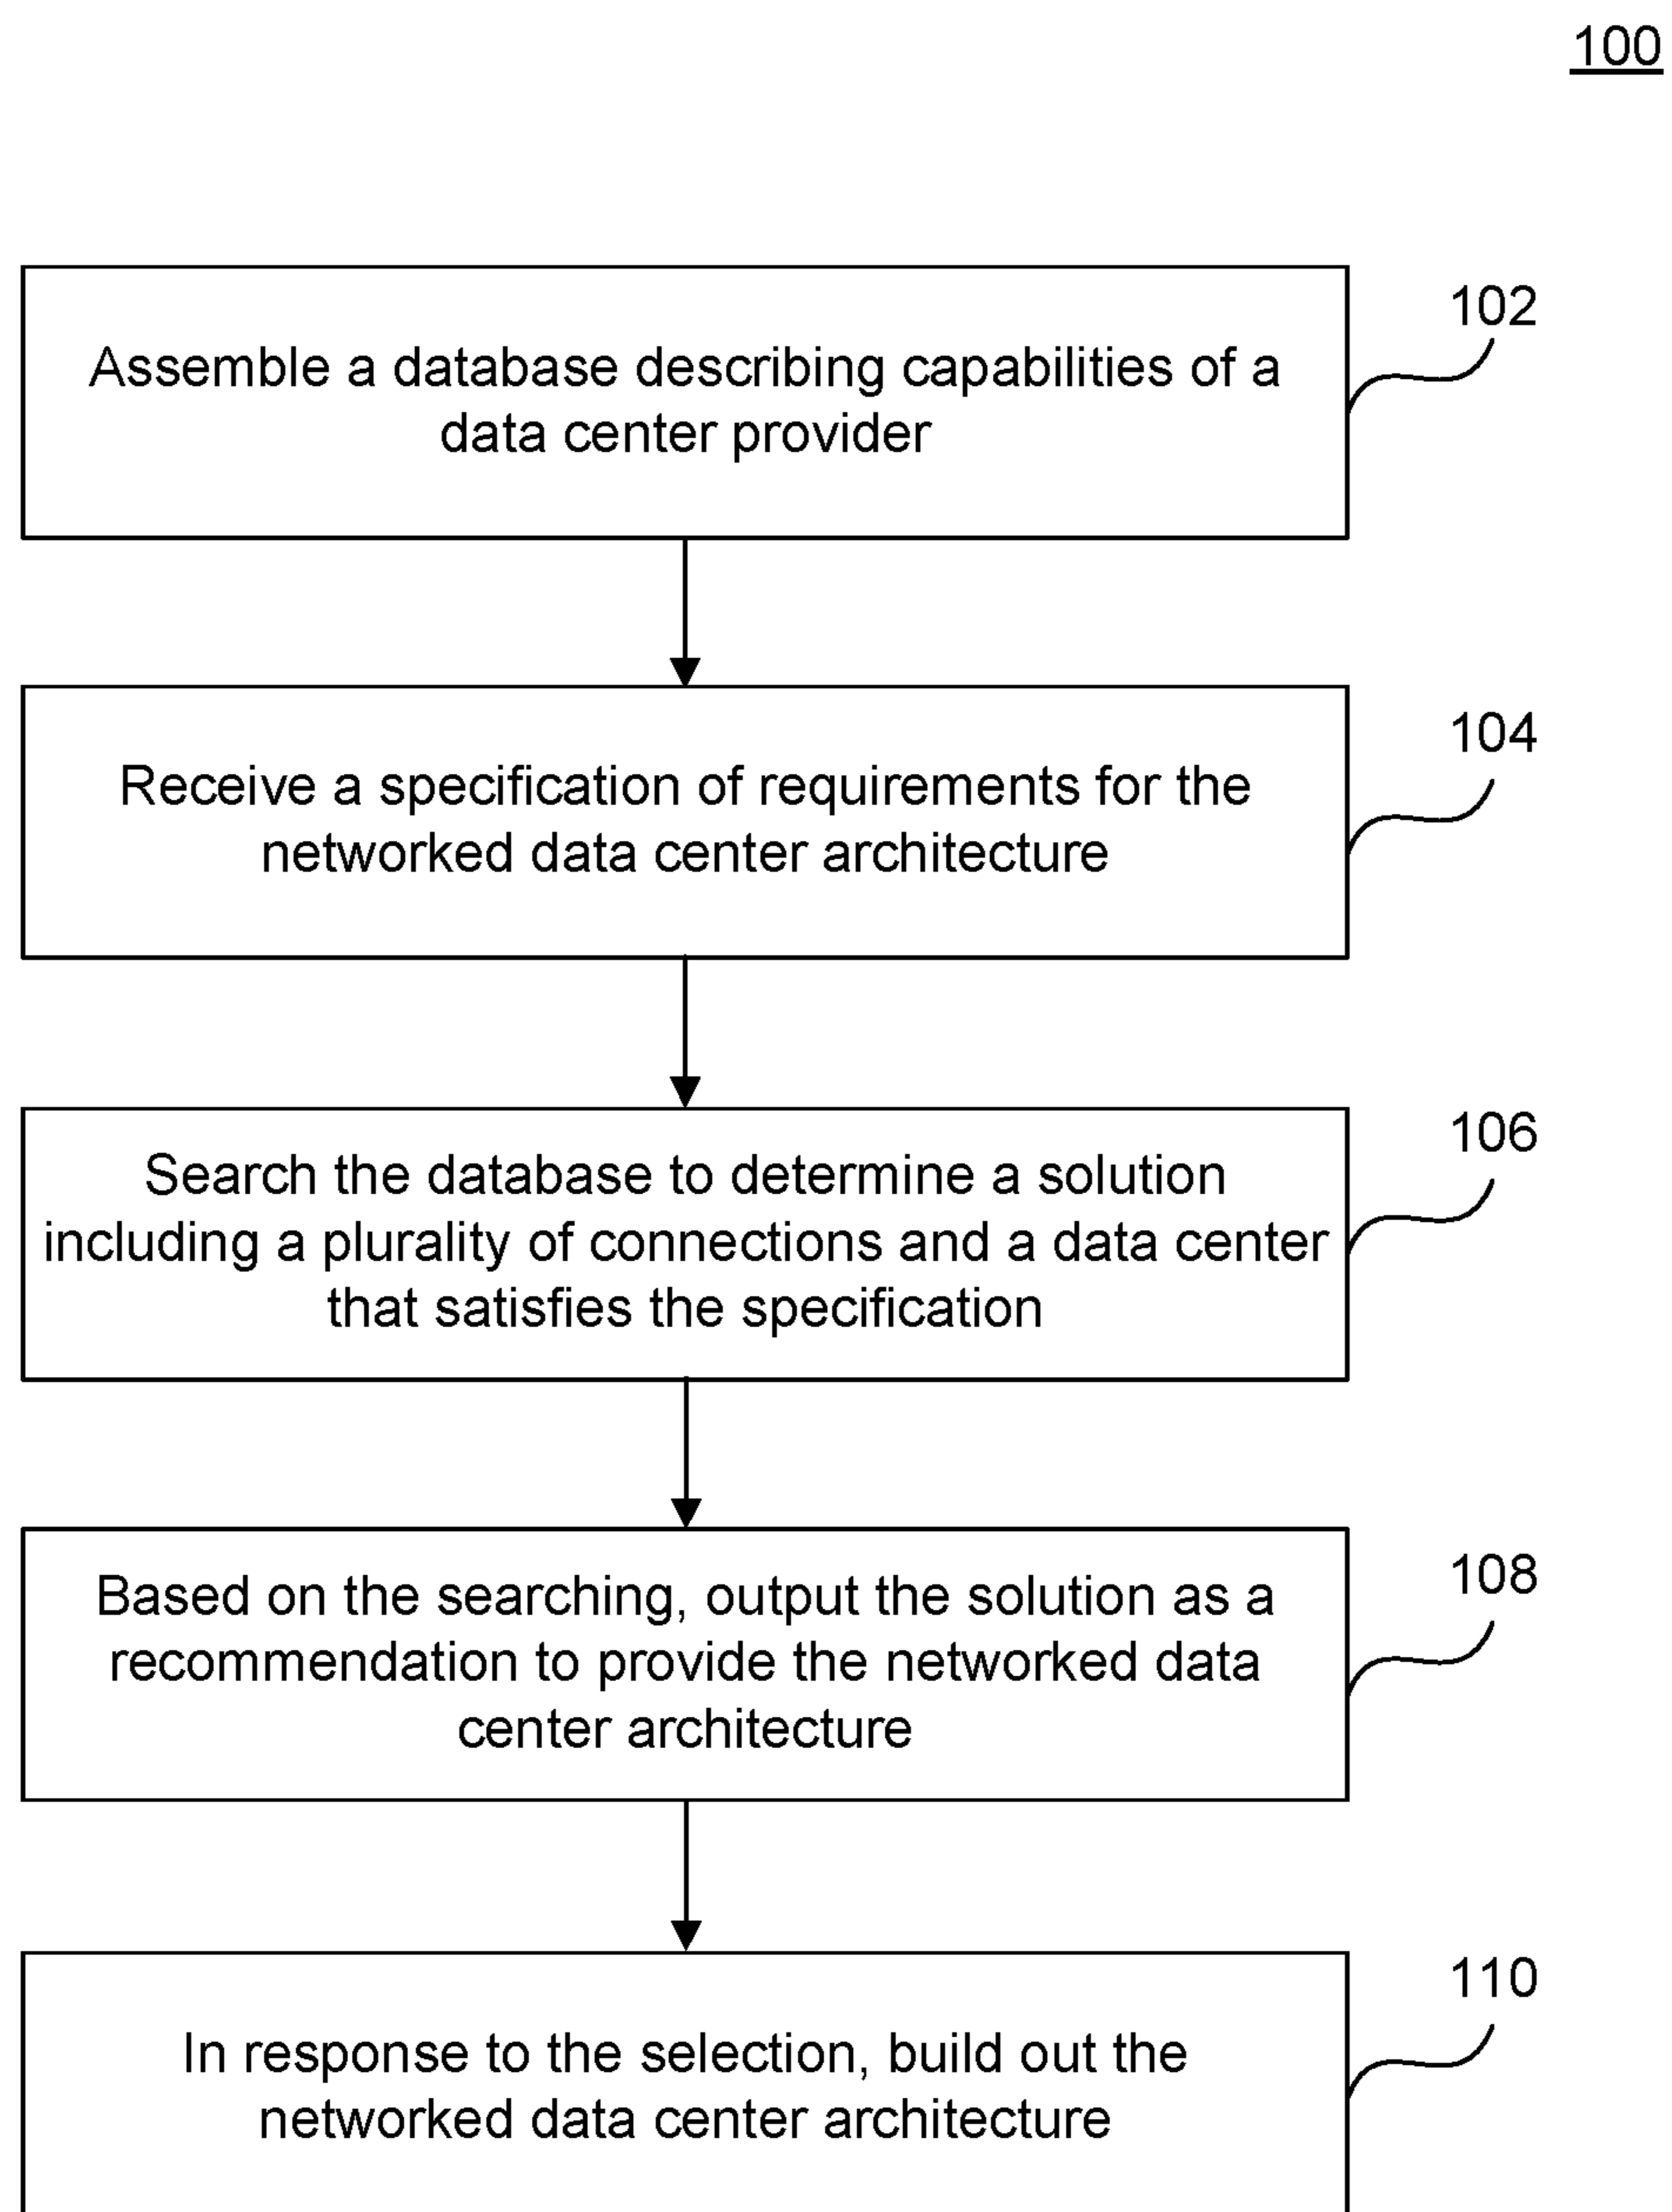 100
102
Assemble a database describing capabilities of a
data center provider
104
Receive a specification of requirements for the
networked data center architecture
106
Search the database to determine a solution
including a plurality of connections and a data center
that satisfies the specification
108
Based on the searching, output the solution as a
recommendation to provide the networked data
center architecture
110
In response to the selection, build out the
networked data center architecture